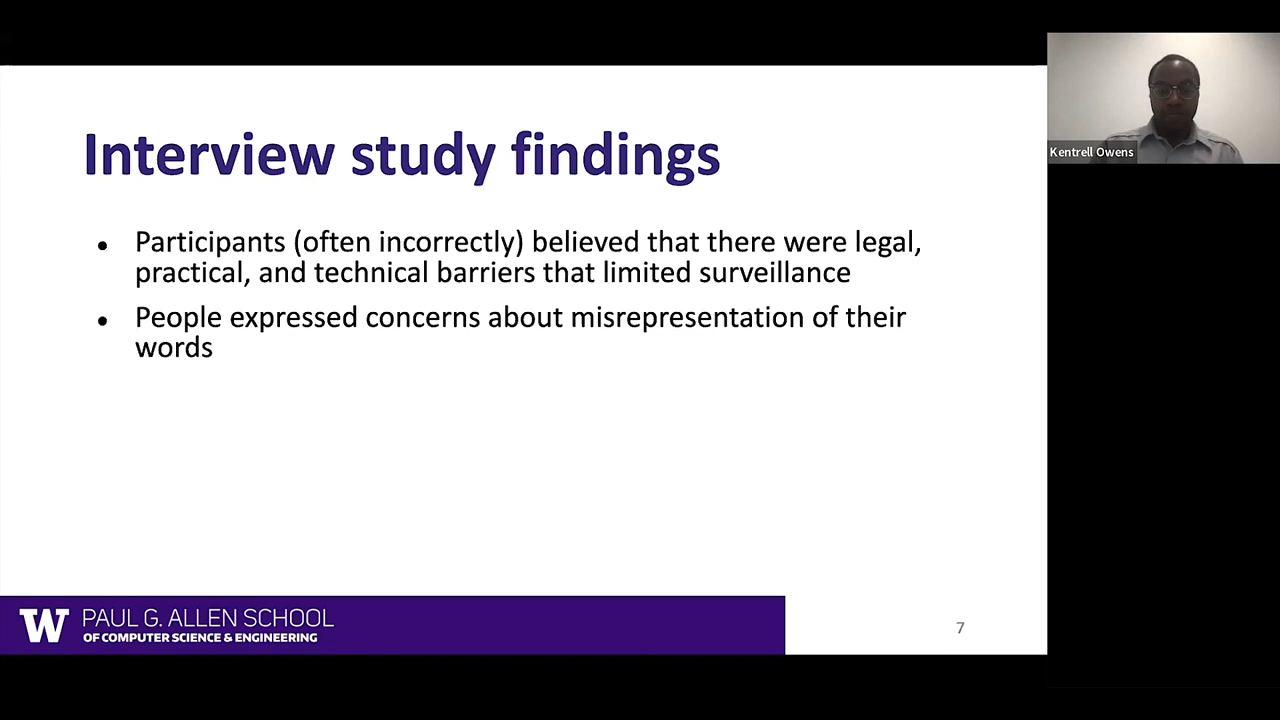 Interview study findings
Participants (often incorrectly) believed that there were legal,
practical, and technical barriers that limited surveillance
People expressed concerns about misrepresentation of their
words
Kentrell Owens
W PAUL G. ALLEN SCHOOL
OF COMPUTER SCIENCE & ENGINEERING
7